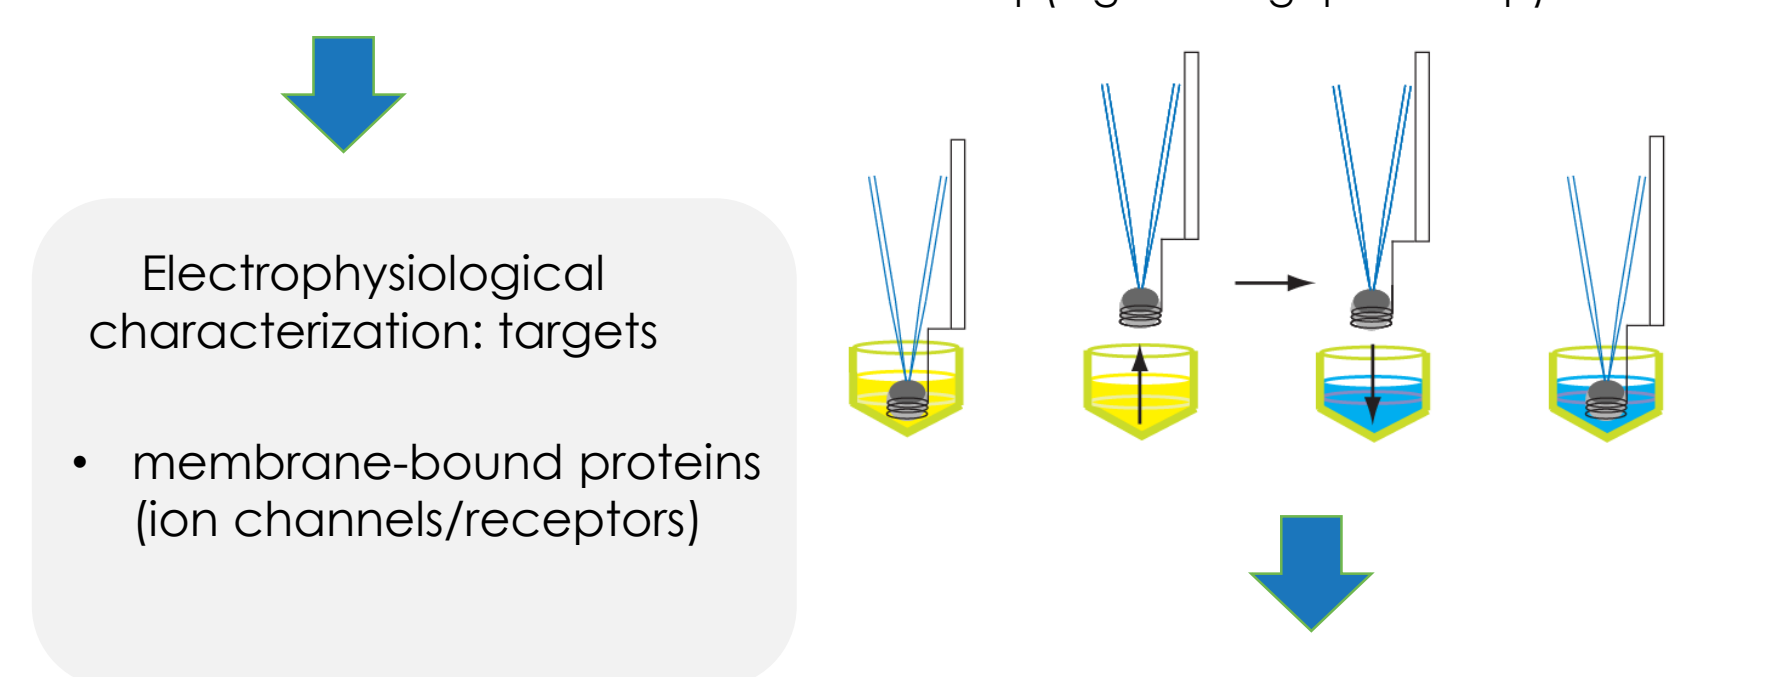 Electrophysiological
characterization: targets
• membrane-bound proteins
(ion channels/receptors)